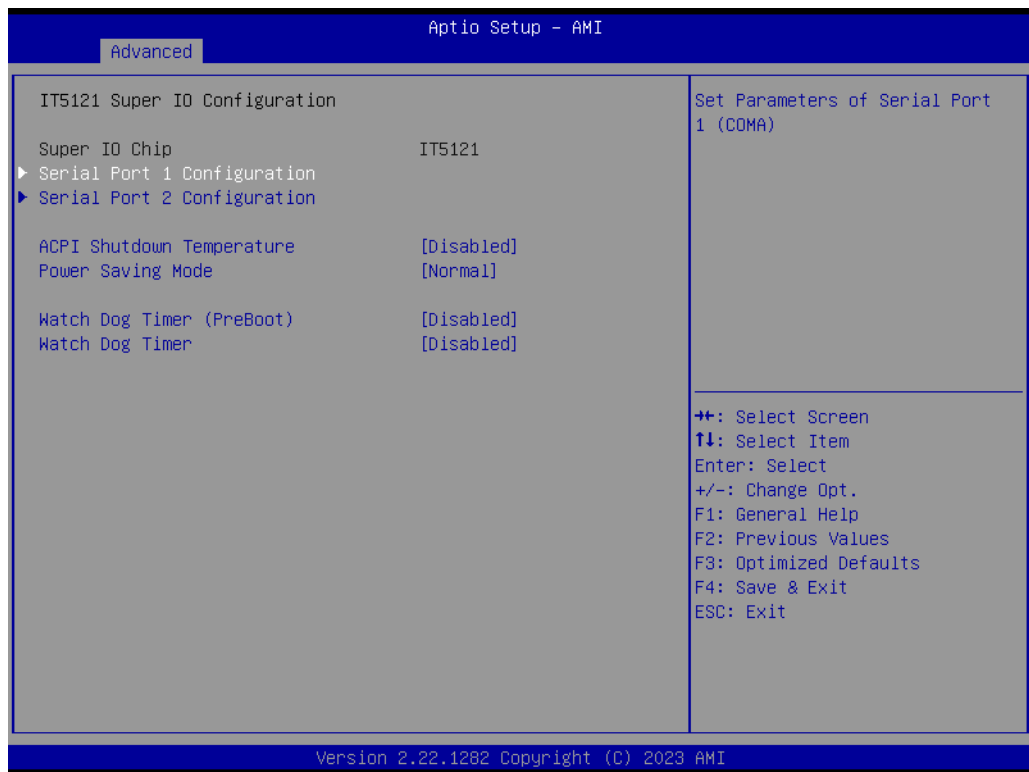 Aptio Setup – AMI
Advanced
IT5121 Super IO Configuration
Super IO Chip IT5121
▶ Serial Port 1 Configuration
▶ Serial Port 2 Configuration
ACPI Shutdown Temperature [Disabled]
Power Saving Mode [Normal]
Watch Dog Timer (PreBoot) [Disabled]
Watch Dog Timer [Disabled]
Set Parameters of Serial Port
1 (COMA)
→←: Select Screen
↑↓: Select Item
Enter: Select
+/-: Change Opt.
F1: General Help
F2: Previous Values
F3: Optimized Defaults
F4: Save & Exit
ESC: Exit
Version 2.22.1282 Copyright (C) 2023 AMI